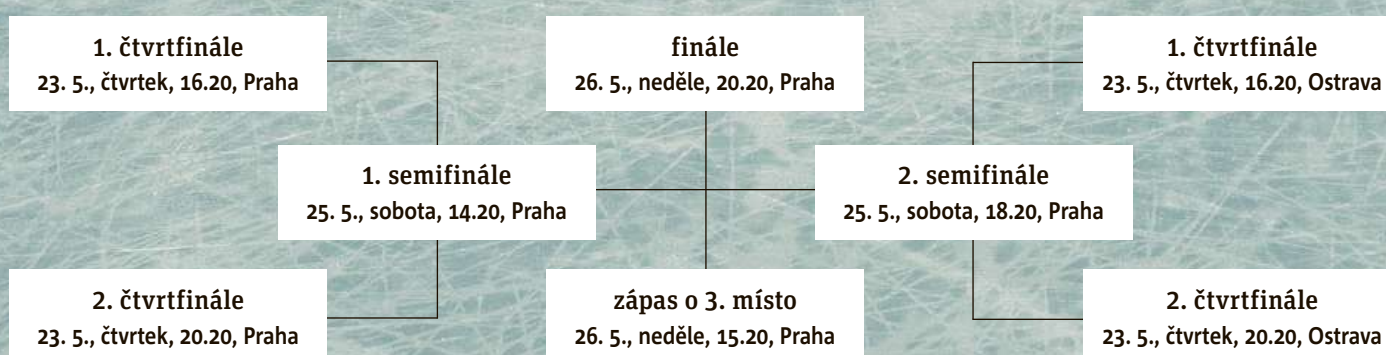 1. čtvrtfinále
23. 5., čtvrtek, 16.20, Praha
finále
26. 5., neděle, 20.20, Praha
1. čtvrtfinále
23. 5., čtvrtek, 16.20, Ostrava
1. semifinále
25. 5., sobota, 14.20, Praha
2. semifinále
25. 5., sobota, 18.20, Praha
2. čtvrtfinále
23. 5., čtvrtek, 20.20, Praha
zápas o 3. místo
26. 5., neděle, 15.20, Praha
2. čtvrtfinále
23. 5., čtvrtek, 20.20, Ostrava